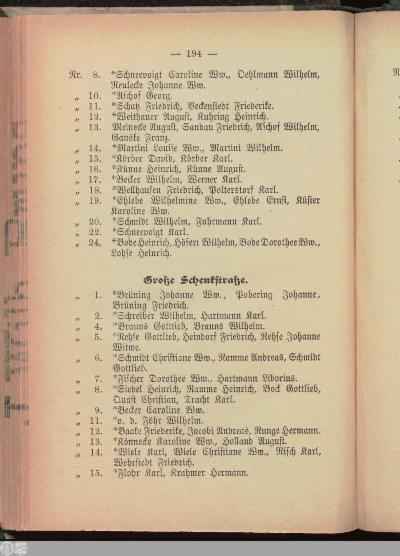 — 194 —
Nr. 8. *Schneevoigt Caroline Ww., Oehlmann Wilhelm,
Reulecke Johanne Ww.
„ 10. *Aschof Georg.
„ 11. *Schatz Friedrich, Beckenstedt Friederike.
„ 12. *Weithauer August, Kuhring Heinrich.
„ 13. Meinecke August, Sandau Friedrich, Aschof Wilhelm,
Ganske Franz.
„ 14. *Martini Louise Ww., Martini Wilhelm.
„ 15. *Körber David, Körber Karl.
„ 16. *Künne Heinrich, Künne August.
„ 17. *Becker Wilhelm, Werner Karl.
„ 18. *Wellhausen Friedrich, Poltersdorf Karl.
„ 19. *Ehlebe Wilhelmine Ww., Ehlebe Ernst, Küster
Karoline Ww.
„ 20. *Schmidt Wilhelm, Fuhrmann Karl.
„ 22. *Schneevoigt Karl.
„ 24. *Bode Heinrich, Höfert Wilhelm, Bode Dorothee Ww.,
Lohse Heinrich.
Große Schenkstraße.
„ 1. *Brüning Johanne Ww., Pobering Johanne,
Brüning Friedrich.
„ 2. *Schreiber Wilhelm, Hartmann Karl.
„ 4. *Brauns Gottlieb, Brauns Wilhelm.
„ 5. *Rehse Gottlieb, Heindorf Friedrich, Rehse Johanne
Witwe.
„ 6. *Schmidt Christiane Ww., Ramme Andreas, Schmidt
Gottlieb.
„ 7. *Fischer Dorothee Ww., Hartmann Liborius.
„ 8. *Siedel Heinrich, Ramme Heinrich, Bock Gottlieb,
Quast Christian, Tracht Karl.
„ 9. *Becker Caroline Ww.
„ 11. *v. d. Föhr Wilhelm.
„ 12. *Baake Friederike, Jacobi Andreas, Runge Hermann.
„ 13. *Könnecke Karoline Ww., Holland August.
„ 14. *Wiele Karl, Wiele Christiane Ww., Risch Karl,
Wehrstedt Friedrich.
„ 15. *Flohr Karl, Krahmer Hermann.